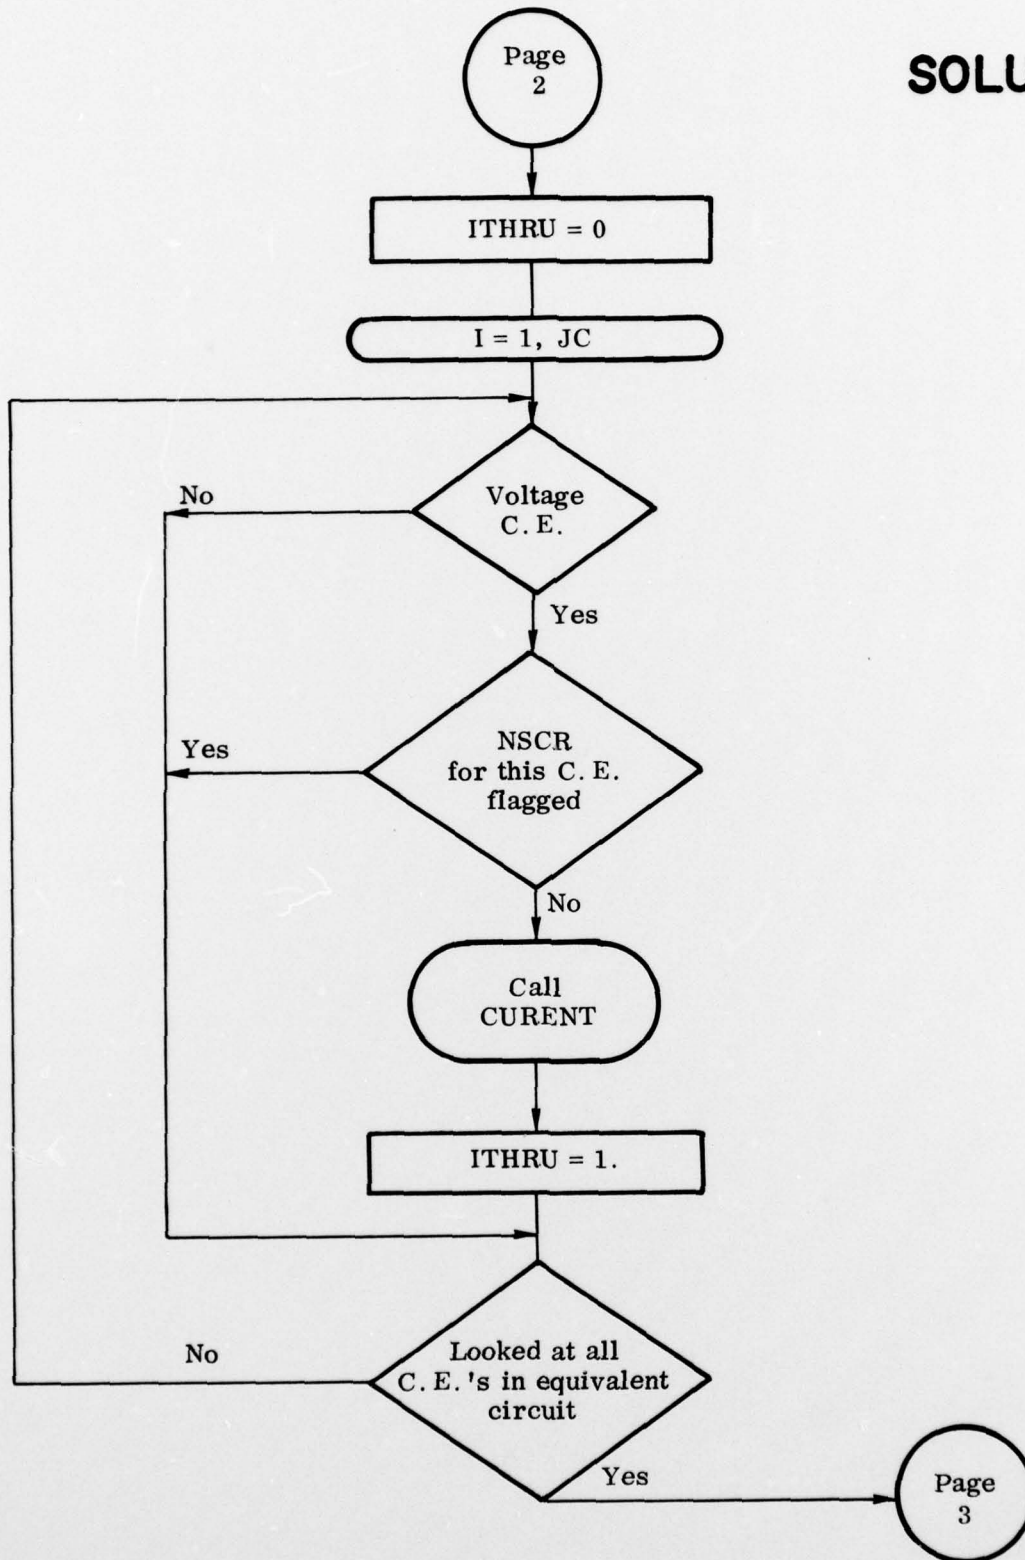 Page
2
SOLU
ITHRU = 0
I = 1, JC
Voltage
C. E.
No
Yes
NSCR
for this C. E.
flagged
Yes
No
Call
CURENT
ITHRU = 1.
Looked at all
C. E. 's in equivalent
circuit
No
Yes
Page
3